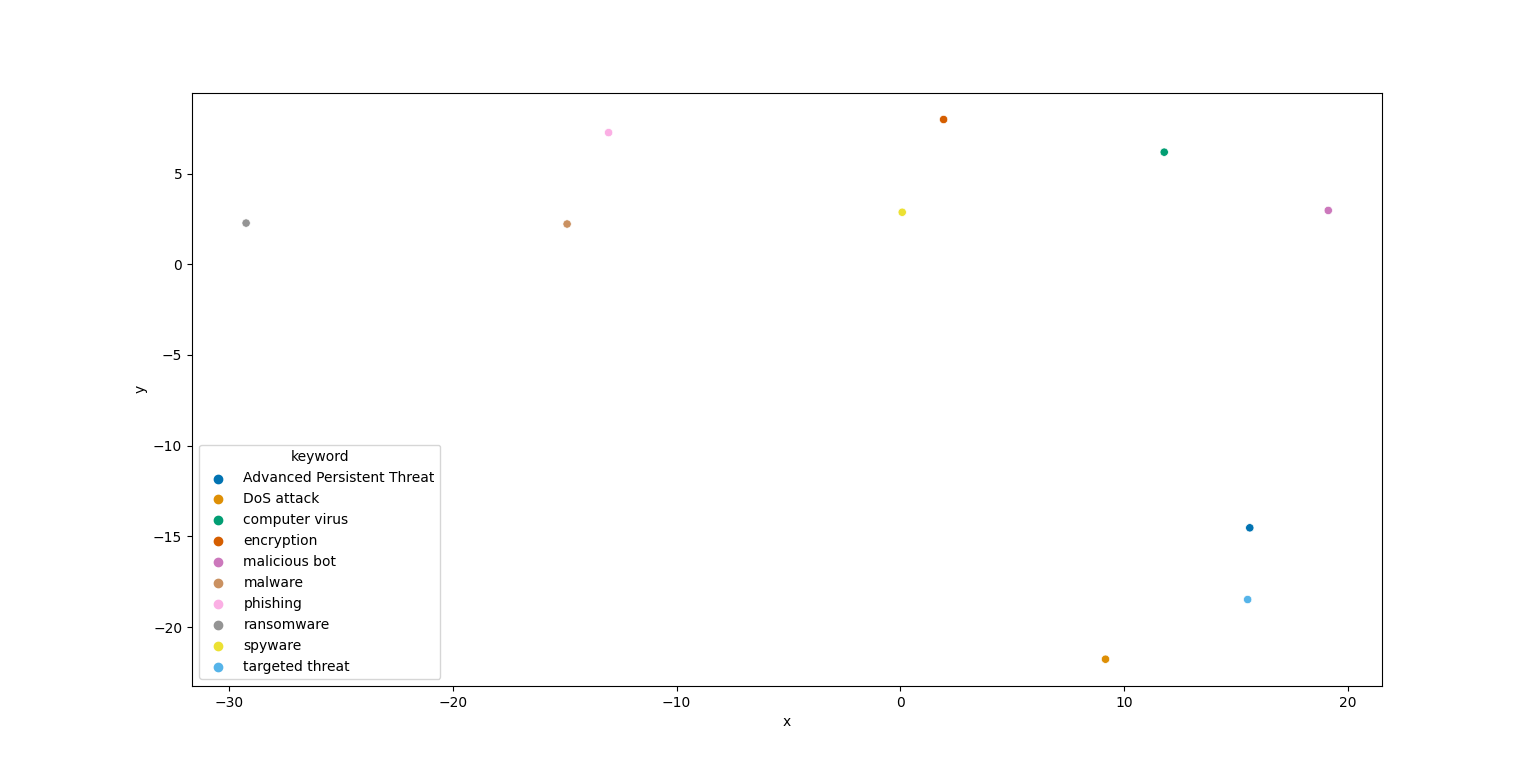 5
0
−5
−10
−15
−20
y
keyword
Advanced Persistent Threat
DoS attack
computer virus
encryption
malicious bot
malware
phishing
ransomware
spyware
targeted threat
−30 −20 −10 0 10 20
x